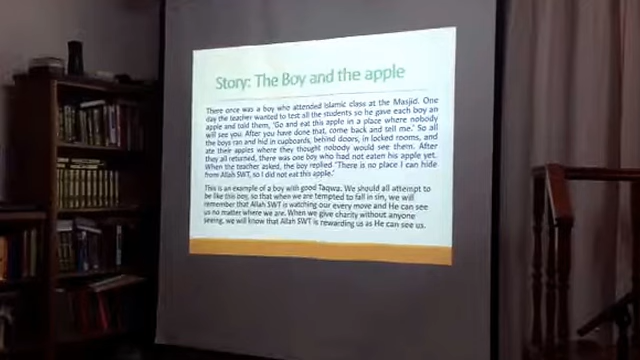 Story: The Boy and the apple
There once was a boy who attended Islamic class at the Masjid. One
day the teacher wanted to test all the students so he gave each boy an
apple and told them, 'Go and eat this apple in a place where nobody
will see you. After you have done that, come back and tell me.' So all
the boys ran and hid in cupboards, behind doors, in locked rooms, and
ate their apples where they thought nobody would see them. After
they all returned, there was one boy who had not eaten his apple yet.
When the teacher asked, the boy replied 'There is no place I can hide
from Allah SWT, so I did not eat this apple.'
This is an example of a boy with good Taqwa. We should all attempt to
be like this boy, so that when we are tempted to fall in sin, we will
remember that Allah SWT is watching our every move and He can see
us no matter where we are. When we give charity without anyone
seeing, we will know that Allah SWT is rewarding us as He can see us.